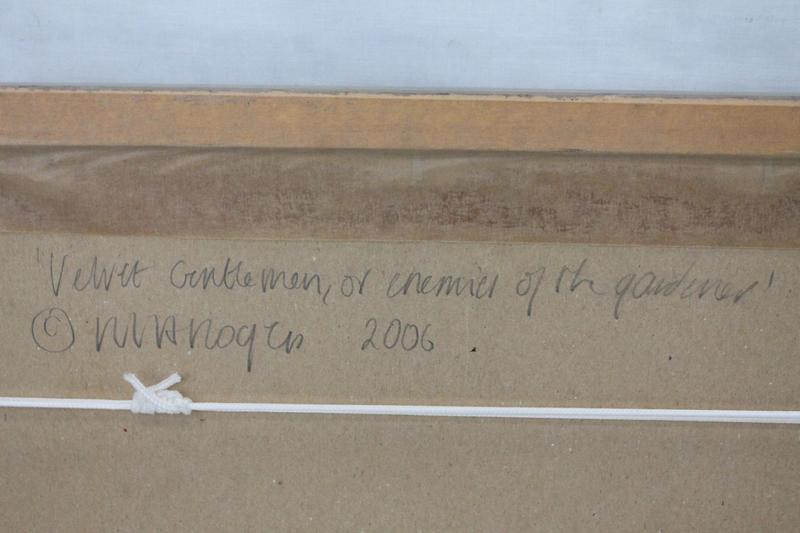 'Velvet Gentlemen, or enemies of the gardener'
© Rogers 2006